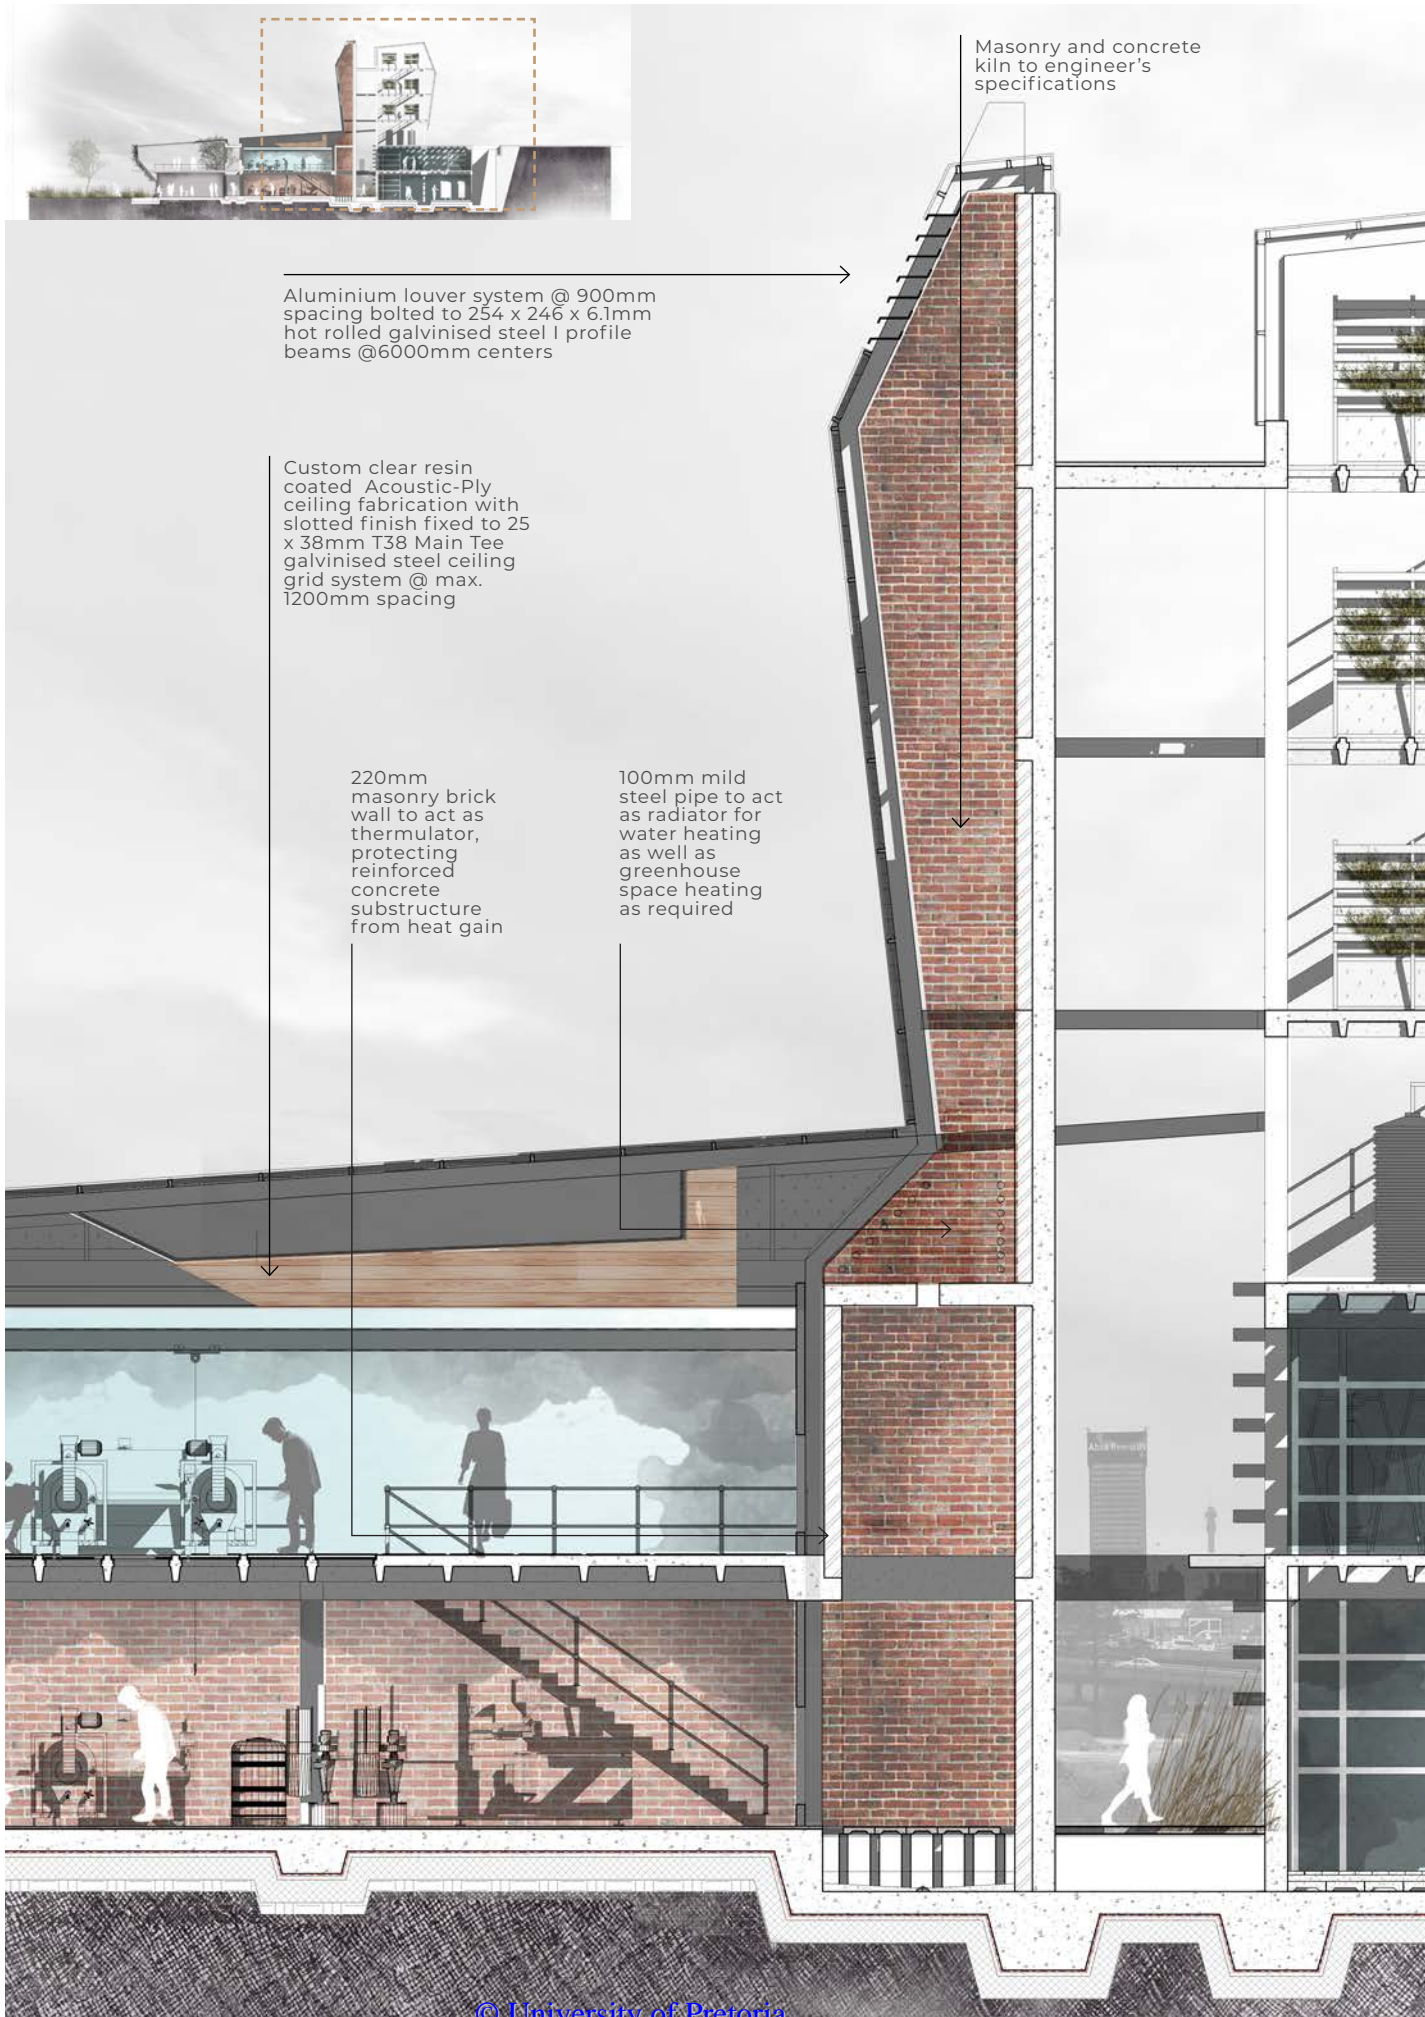 Masonry and concrete
kiln to engineer's
specifications
Aluminium louver system @ 900mm
spacing bolted to 254 x 246 x 6.1mm
hot rolled galvinised steel I profile
beams @6000mm centers
Custom clear resin
coated Acoustic-Ply
ceiling fabrication with
slotted finish fixed to 25
x 38mm T38 Main Tee
galvinised steel ceiling
grid system @ max.
1200mm spacing
220mm
masonry brick
wall to act as
thermulator,
protecting
reinforced
concrete
substructure
from heat gain
100mm mild
steel pipe to act
as radiator for
water heating
as well as
greenhouse
space heating
as required
© University of Pretoria